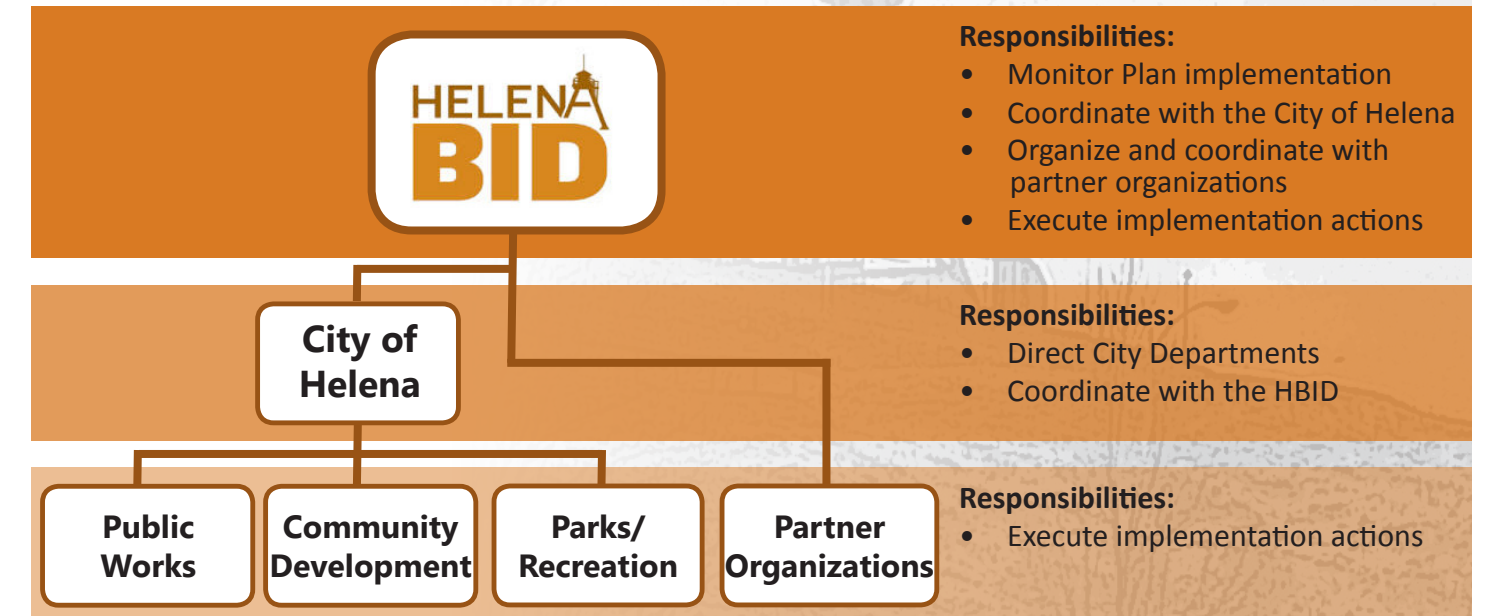 HELENA
BID
Responsibilities:
• Monitor Plan implementation
• Coordinate with the City of Helena
• Organize and coordinate with
partner organizations
• Execute implementation actions
City of
Helena
Responsibilities:
• Direct City Departments
• Coordinate with the HBID
Public
Works
Community
Development
Parks/
Recreation
Partner
Organizations
Responsibilities:
• Execute implementation actions